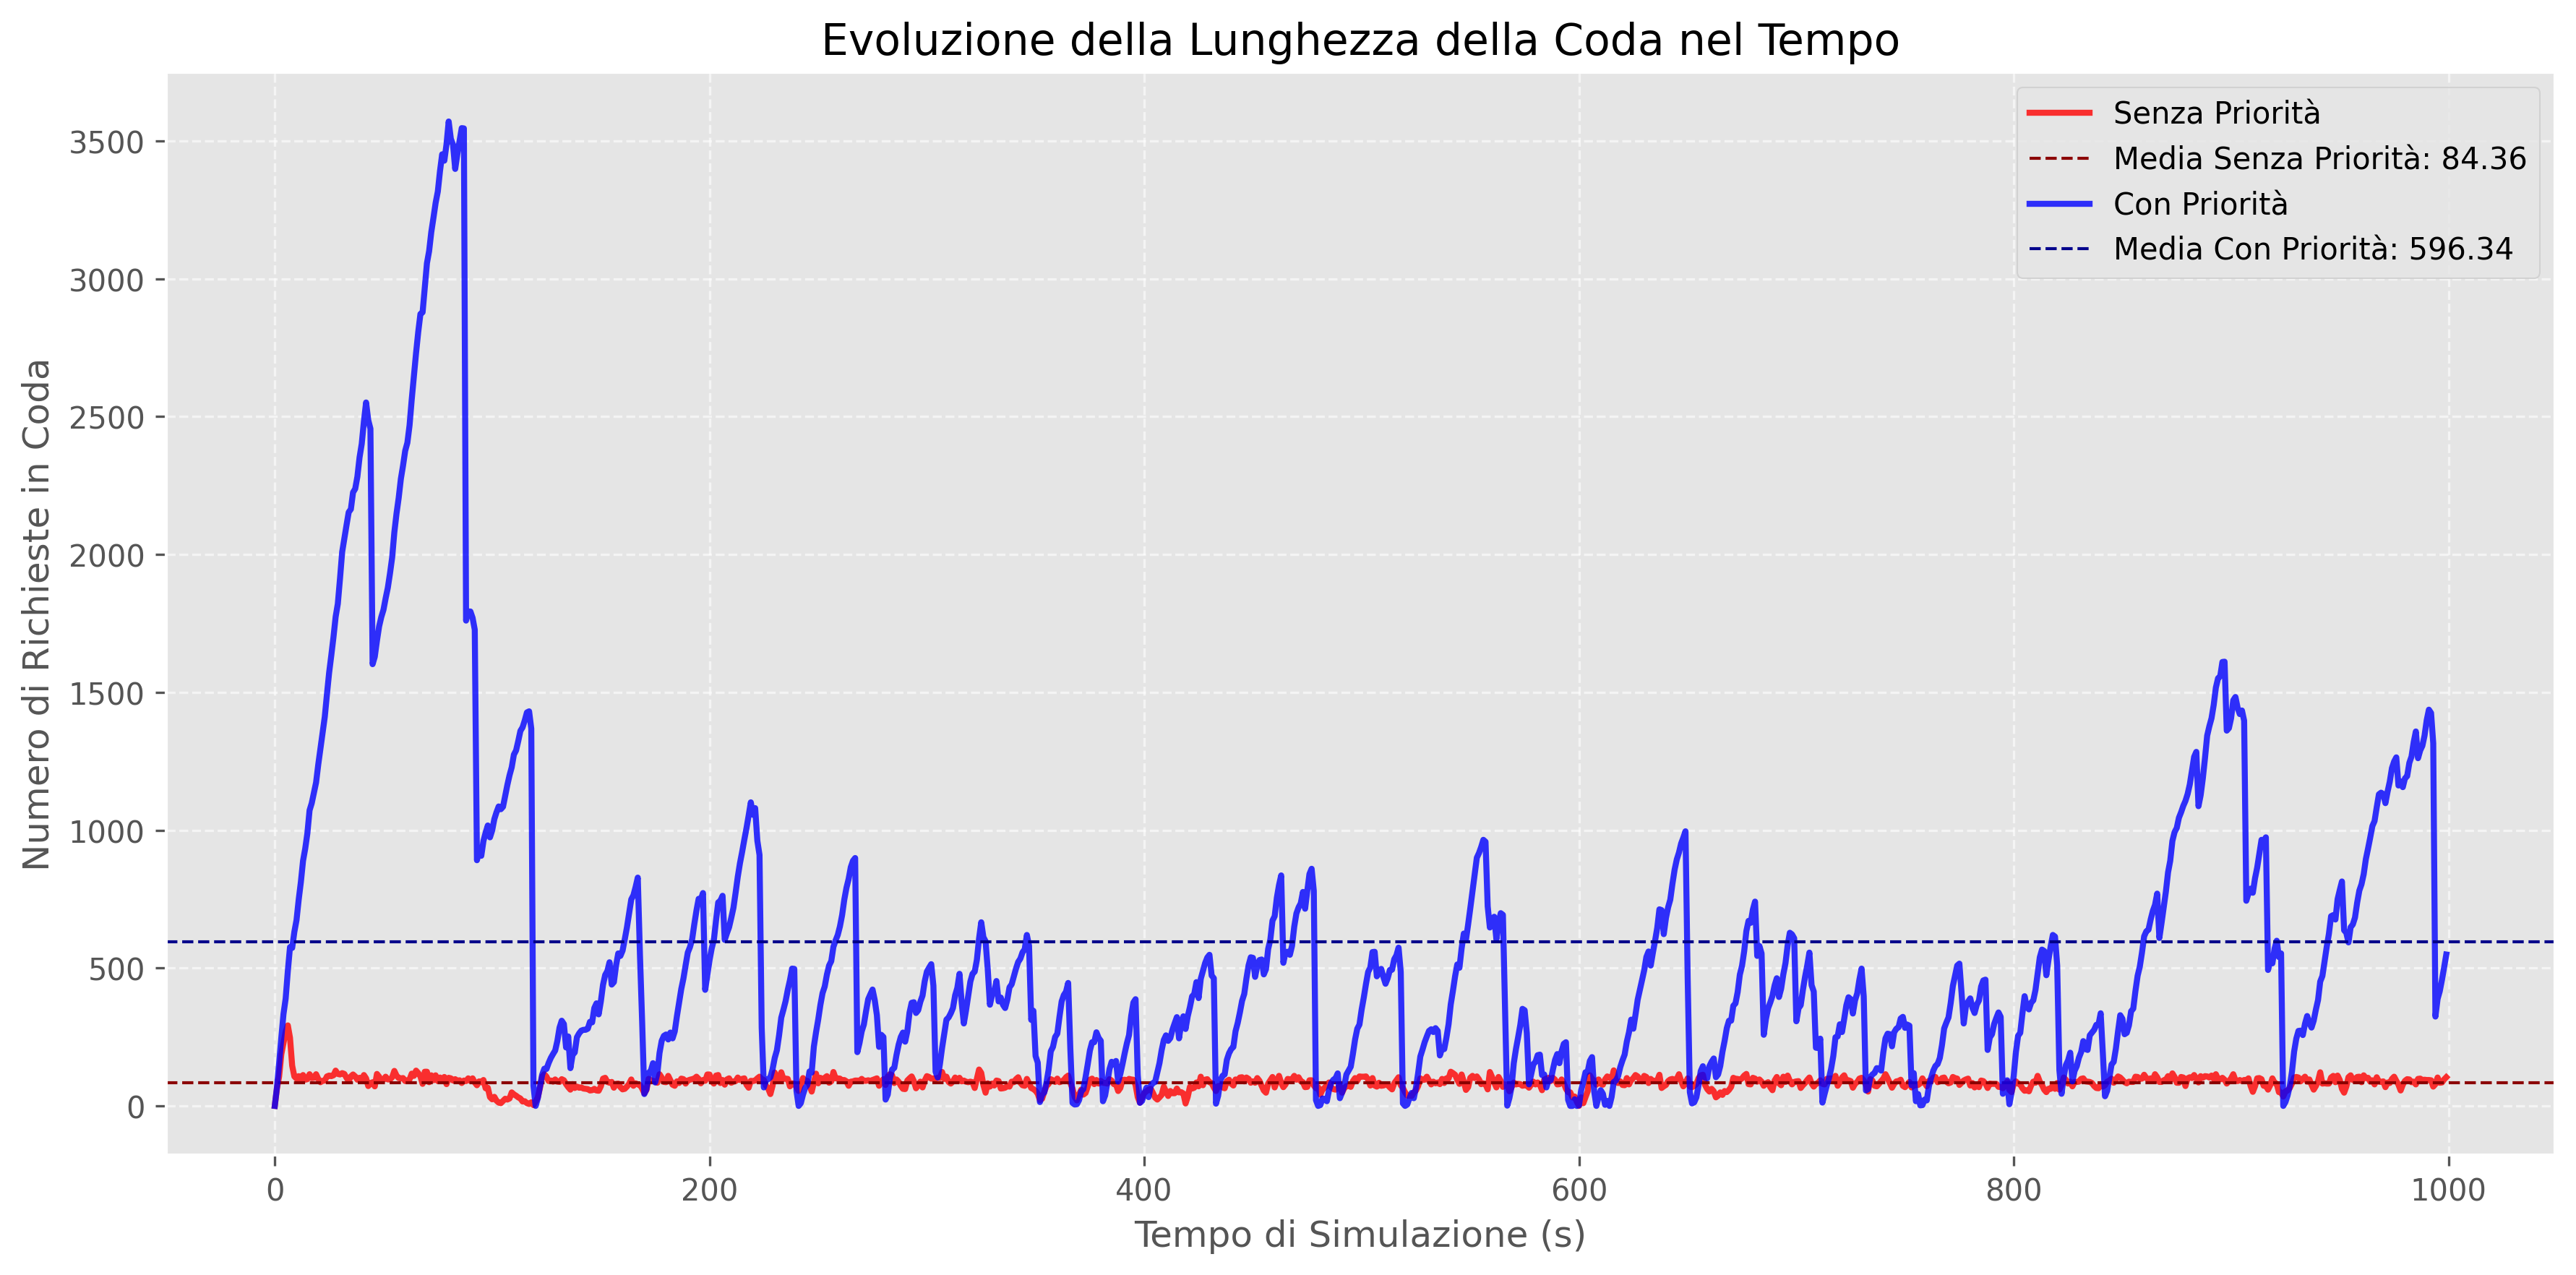 Evoluzione della Lunghezza della Coda nel Tempo
Senza Priorità
Media Senza Priorità: 84.36
Con Priorità
Media Con Priorità: 596.34
Numero di Richieste in Coda
3500
3000
2500
2000
1500
1000
500
0
0 200 400 600 800 1000
Tempo di Simulazione (s)